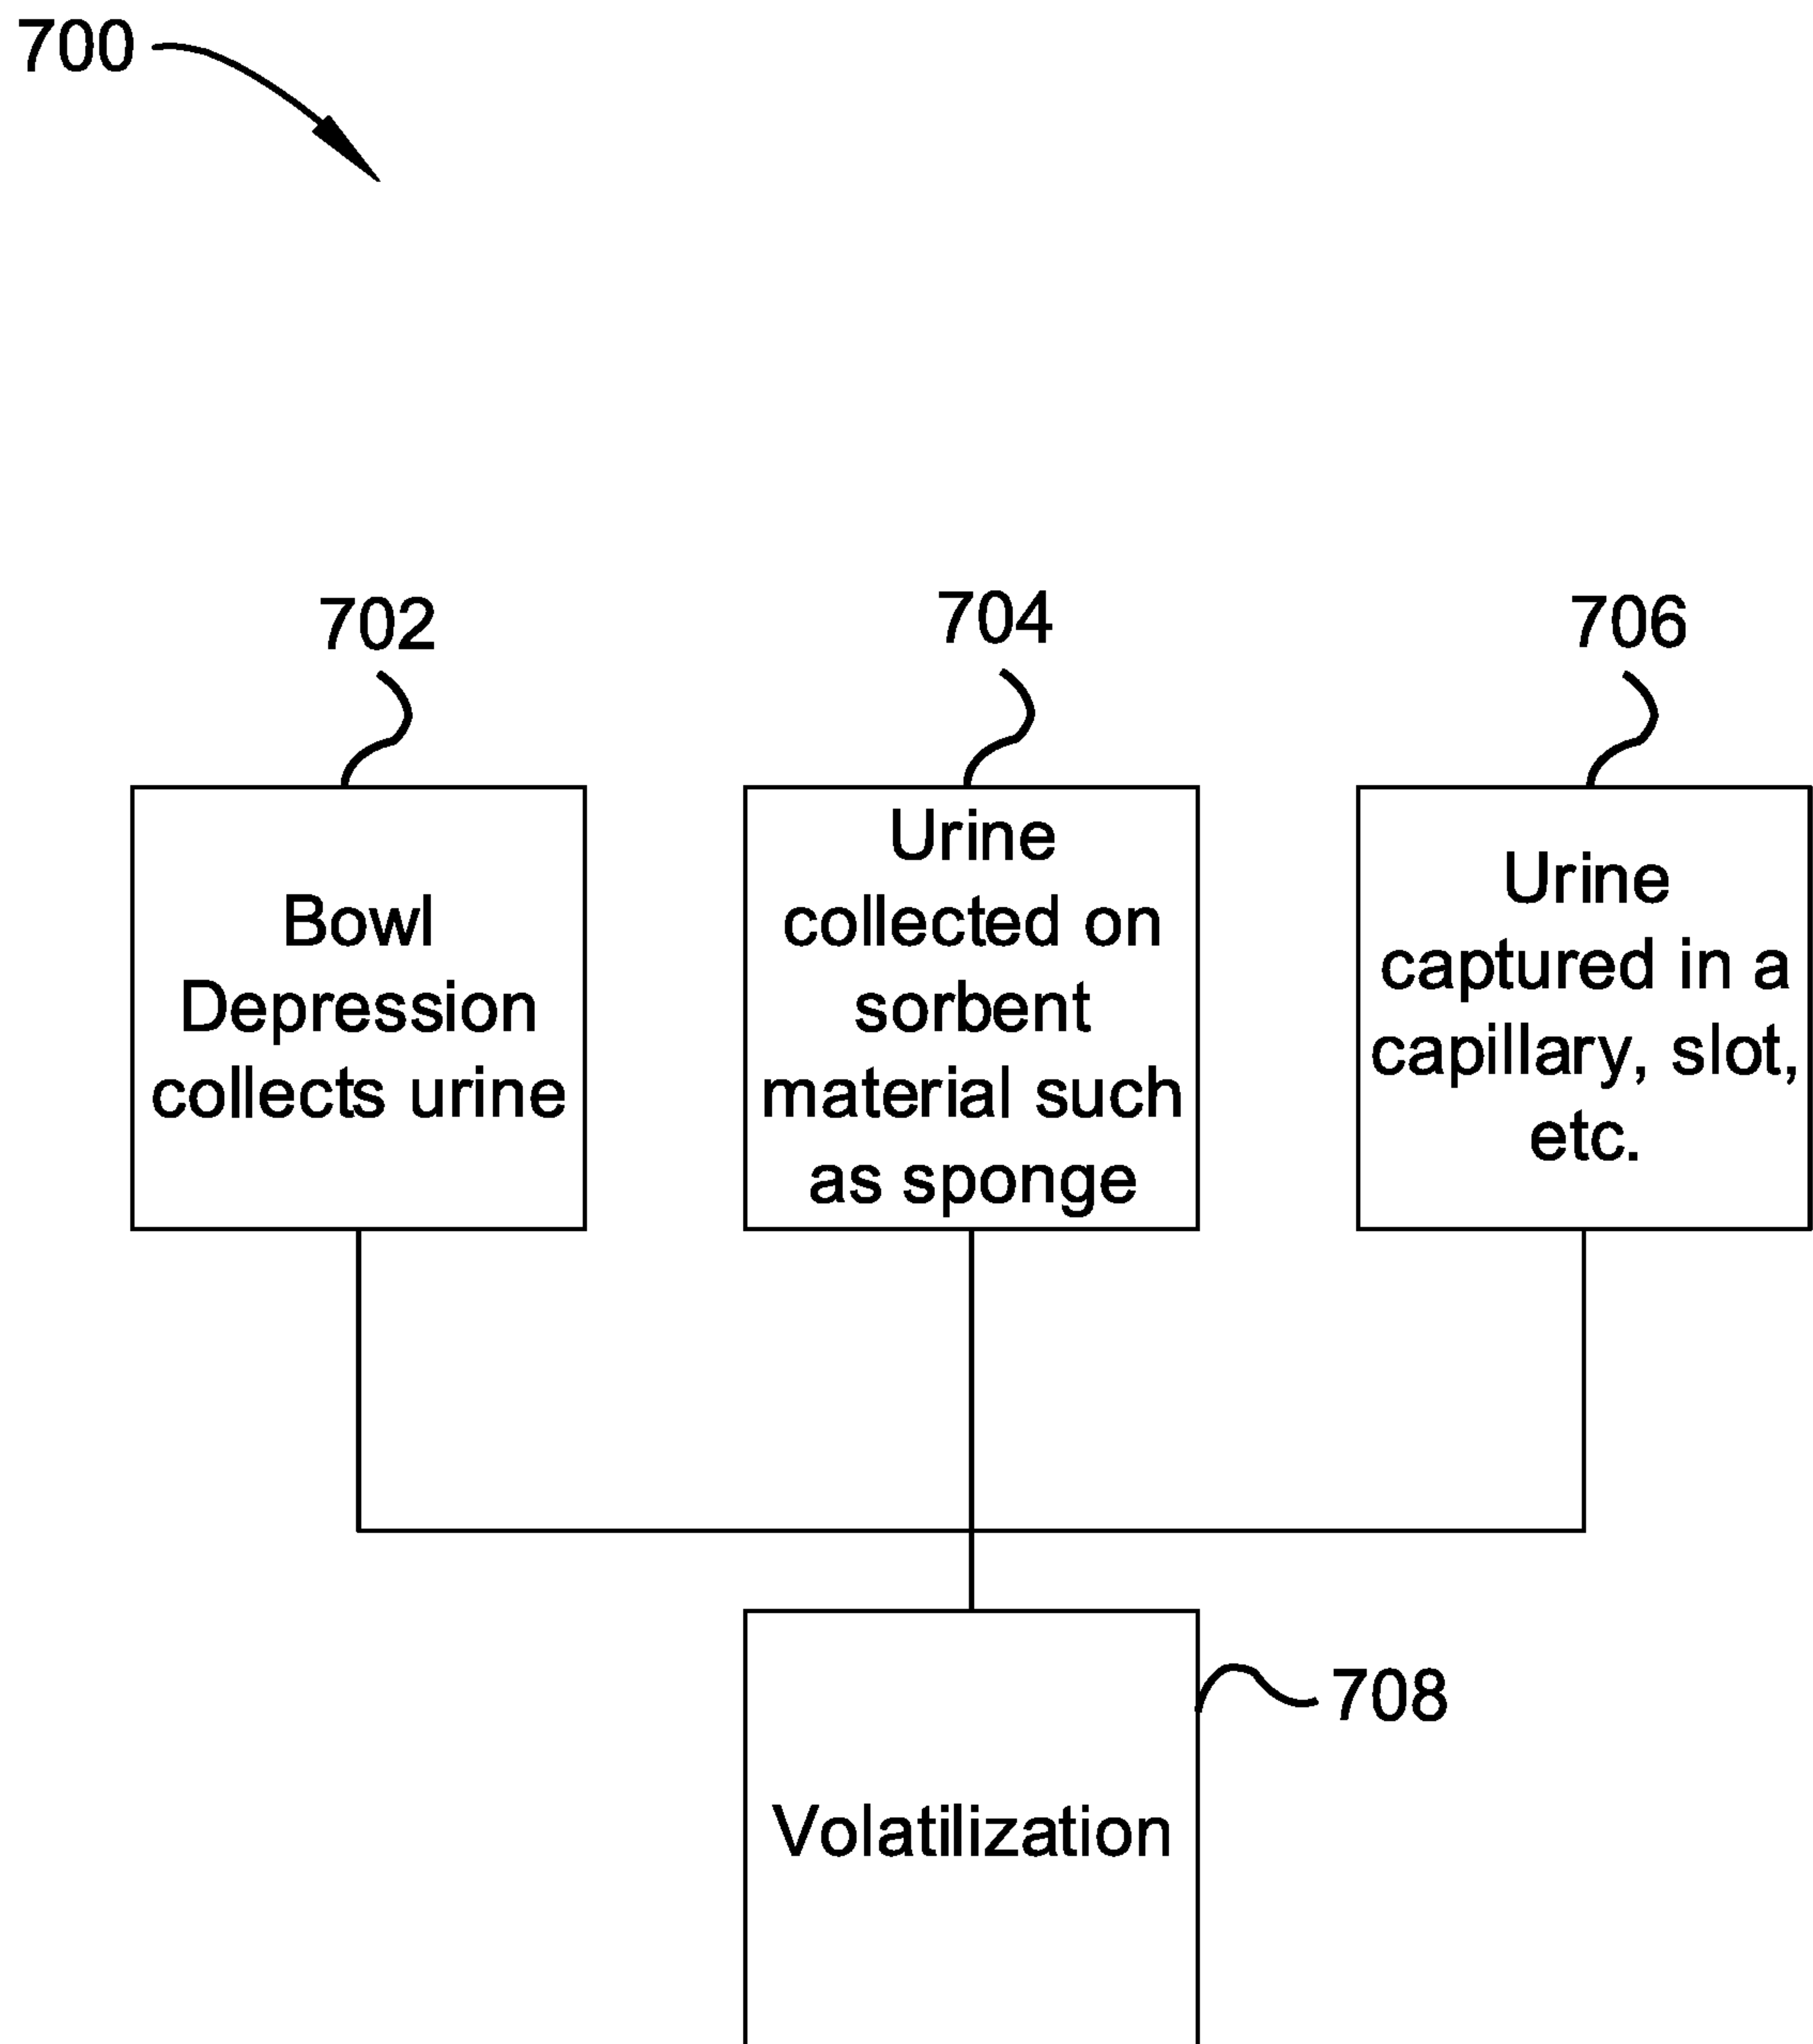 700
702
704
706
Bowl
Depression
collects urine
Urine
collected on
sorbent
material such
as sponge
Urine
captured in a
capillary, slot,
etc.
708
Volatilization